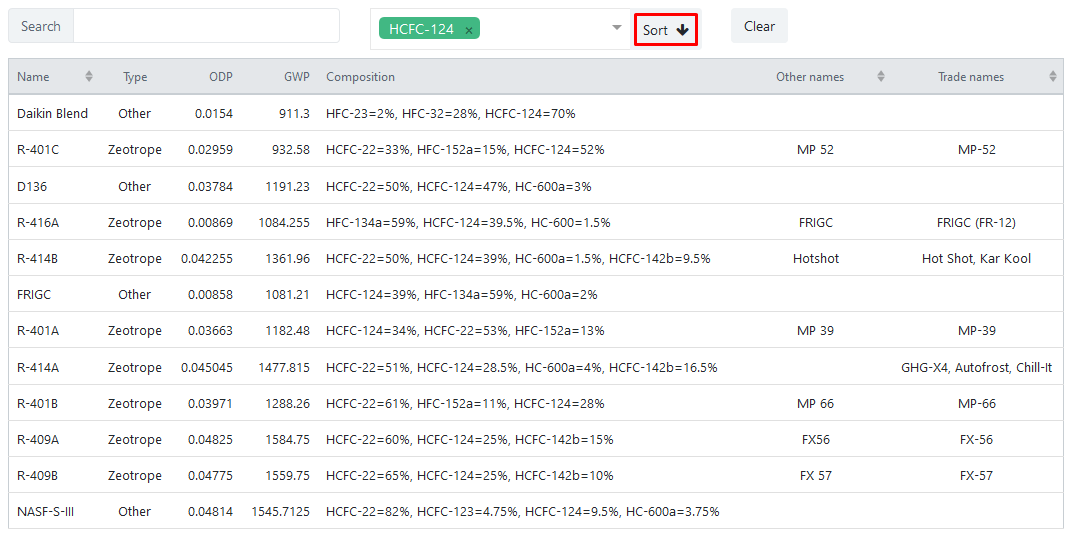 Search HCFC-124 × Sort Clear
Name Type ODP GWP Composition Other names Trade names
Daikin Blend Other 0.0154 911.3 HFC-23=2%, HFC-32=28%, HCFC-124=70%
R-401C Zeotrope 0.02959 932.58 HCFC-22=33%, HFC-152a=15%, HCFC-124=52% MP 52 MP-52
D136 Other 0.03784 1191.23 HCFC-22=50%, HCFC-124=47%, HC-600a=3%
R-416A Zeotrope 0.00869 1084.255 HFC-134a=59%, HCFC-124=39.5%, HC-600=1.5% FRIGC FRIGC (FR-12)
R-414B Zeotrope 0.042255 1361.96 HCFC-22=50%, HCFC-124=39%, HC-600a=1.5%, HCFC-142b=9.5% Hotshot Hot Shot, Kar Kool
FRIGC Other 0.00858 1081.21 HCFC-124=39%, HFC-134a=59%, HC-600a=2%
R-401A Zeotrope 0.03663 1182.48 HCFC-124=34%, HCFC-22=53%, HFC-152a=13% MP 39 MP-39
R-414A Zeotrope 0.045045 1477.815 HCFC-22=51%, HCFC-124=28.5%, HC-600a=4%, HCFC-142b=16.5% GHG-X4, Autofrost, Chill-It
R-401B Zeotrope 0.03971 1288.26 HCFC-22=61%, HFC-152a=11%, HCFC-124=28% MP 66 MP-66
R-409A Zeotrope 0.04825 1584.75 HCFC-22=60%, HCFC-124=25%, HCFC-142b=15% FX56 FX-56
R-409B Zeotrope 0.04775 1559.75 HCFC-22=65%, HCFC-124=25%, HCFC-142b=10% FX 57 FX-57
NASF-S-III Other 0.04814 1545.7125 HCFC-22=82%, HCFC-123=4.75%, HCFC-124=9.5%, HC-600a=3.75%